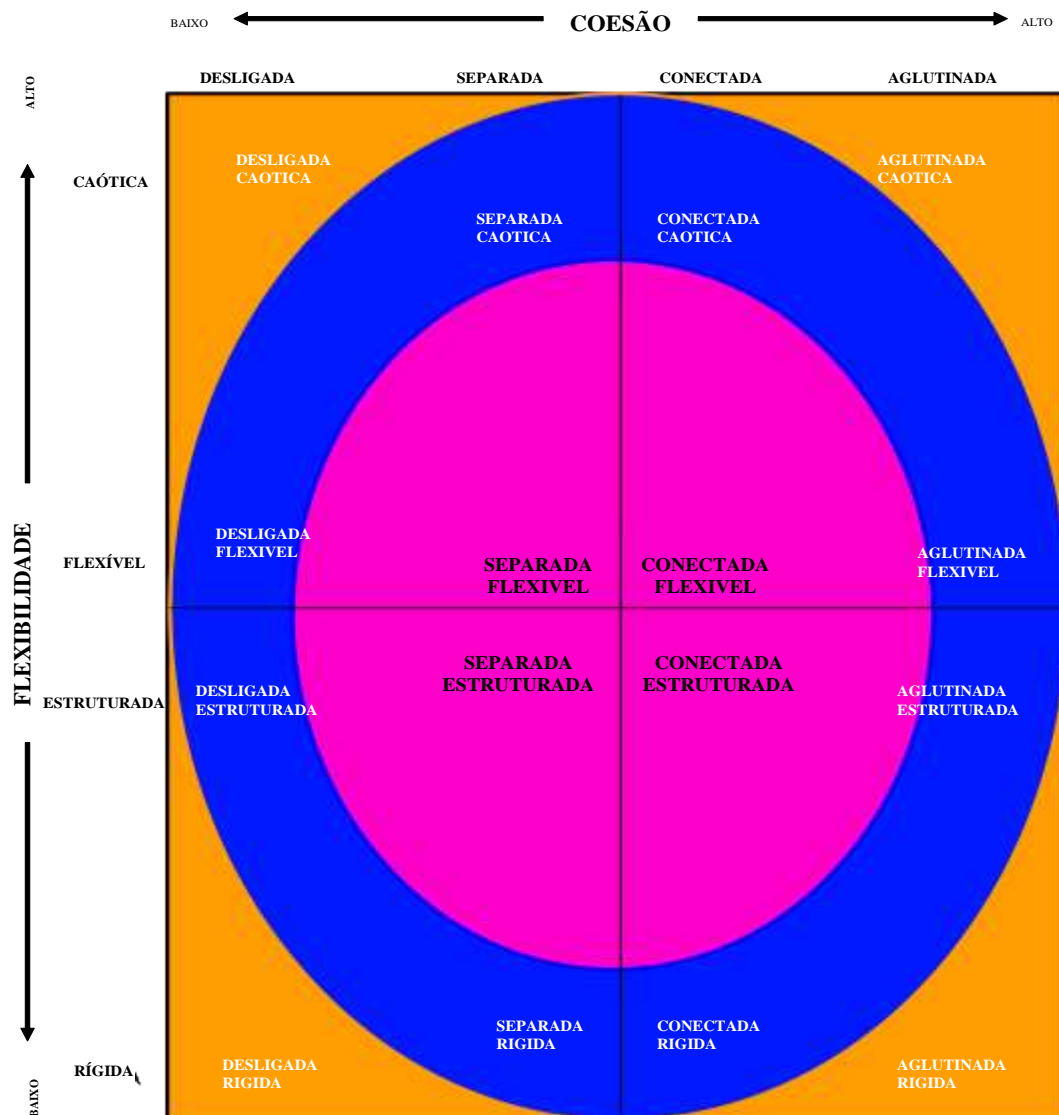 BAIXO COESÃO ALTO
DESLIGADA SEPARADA CONECTADA AGLUTINADA
ALTO
DESLIGADA
CAOTICA
AGLUTINADA
CAOTICA
CAÓTICA
SEPARADA
CAOTICA
CONECTADA
CAOTICA
FLEXIBILIDADE
FLEXÍVEL
DESLIGADA
FLEXIVEL
SEPARADA
FLEXIVEL
CONECTADA
FLEXIVEL
AGLUTINADA
FLEXIVEL
ESTRUTURADA
DESLIGADA
ESTRUTURADA
SEPARADA
ESTRUTURADA
CONECTADA
ESTRUTURADA
AGLUTINADA
ESTRUTURADA
SEPARADA
RIGIDA
CONECTADA
RIGIDA
RÍGIDA
DESLIGADA
RIGIDA
AGLUTINADA
RIGIDA
BAIXO